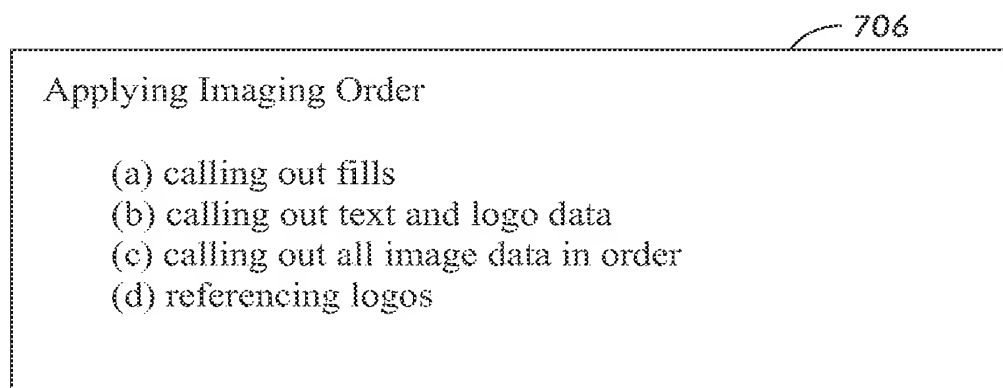 706
Applying Imaging Order
(a) calling out fills
(b) calling out text and logo data
(c) calling out all image data in order
(d) referencing logos